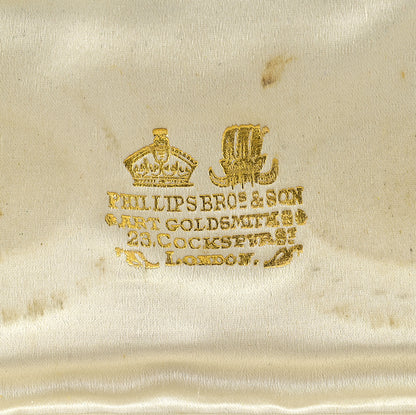 PHILLIPS BROS & SON
ART GOLDSMITHS
23, COCKSPUR ST
LONDON.